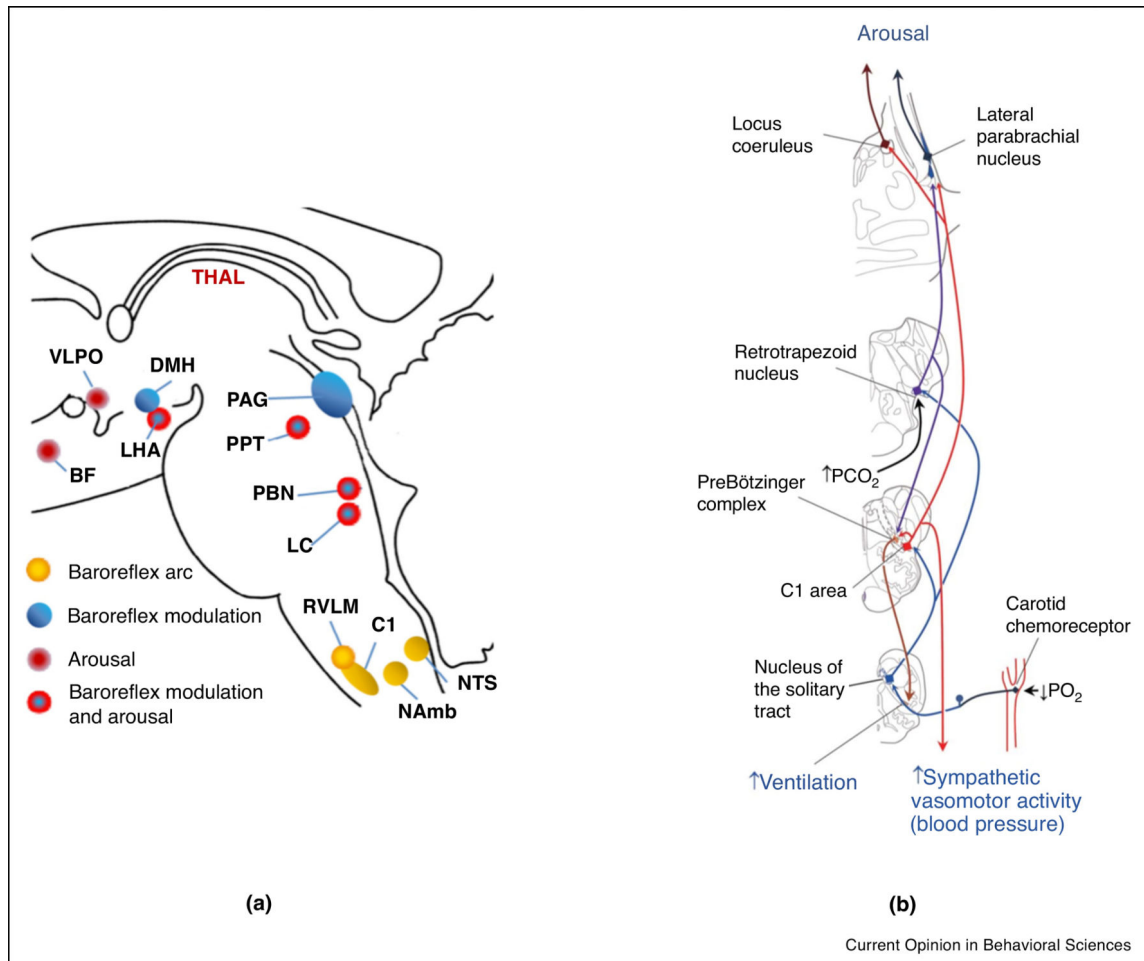 THAL
VLPO
DMH
PAG
PPT
LHA
BF
PBN
LC
Baroreflex arc
Baroreflex modulation
Arousal
Baroreflex modulation
and arousal
RVLM
C1
NTS
NAmb
(a)
Arousal
Locus
coeruleus
Lateral
parabrachial
nucleus
Retrotrapezoid
nucleus
↑PCO₂
PreBötzinger
complex
C1 area
Carotid
chemoreceptor
Nucleus of
the solitary
tract
↓PO₂
↑Ventilation
↑Sympathetic
vasomotor activity
(blood pressure)
(b)
Current Opinion in Behavioral Sciences